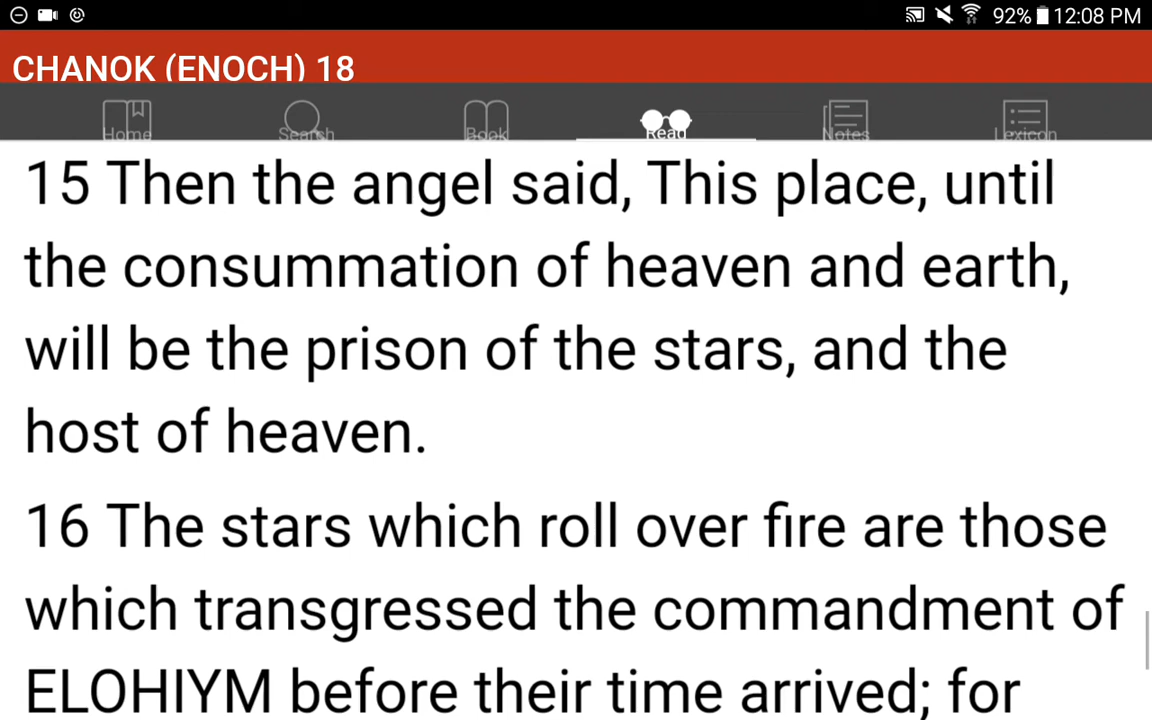 92% 12:08 PM
CHANOK (ENOCH) 18
Home Search Book Read Notes Lexicon
15 Then the angel said, This place, until
the consummation of heaven and earth,
will be the prison of the stars, and the
host of heaven.
16 The stars which roll over fire are those
which transgressed the commandment of
ELOHIYM before their time arrived; for